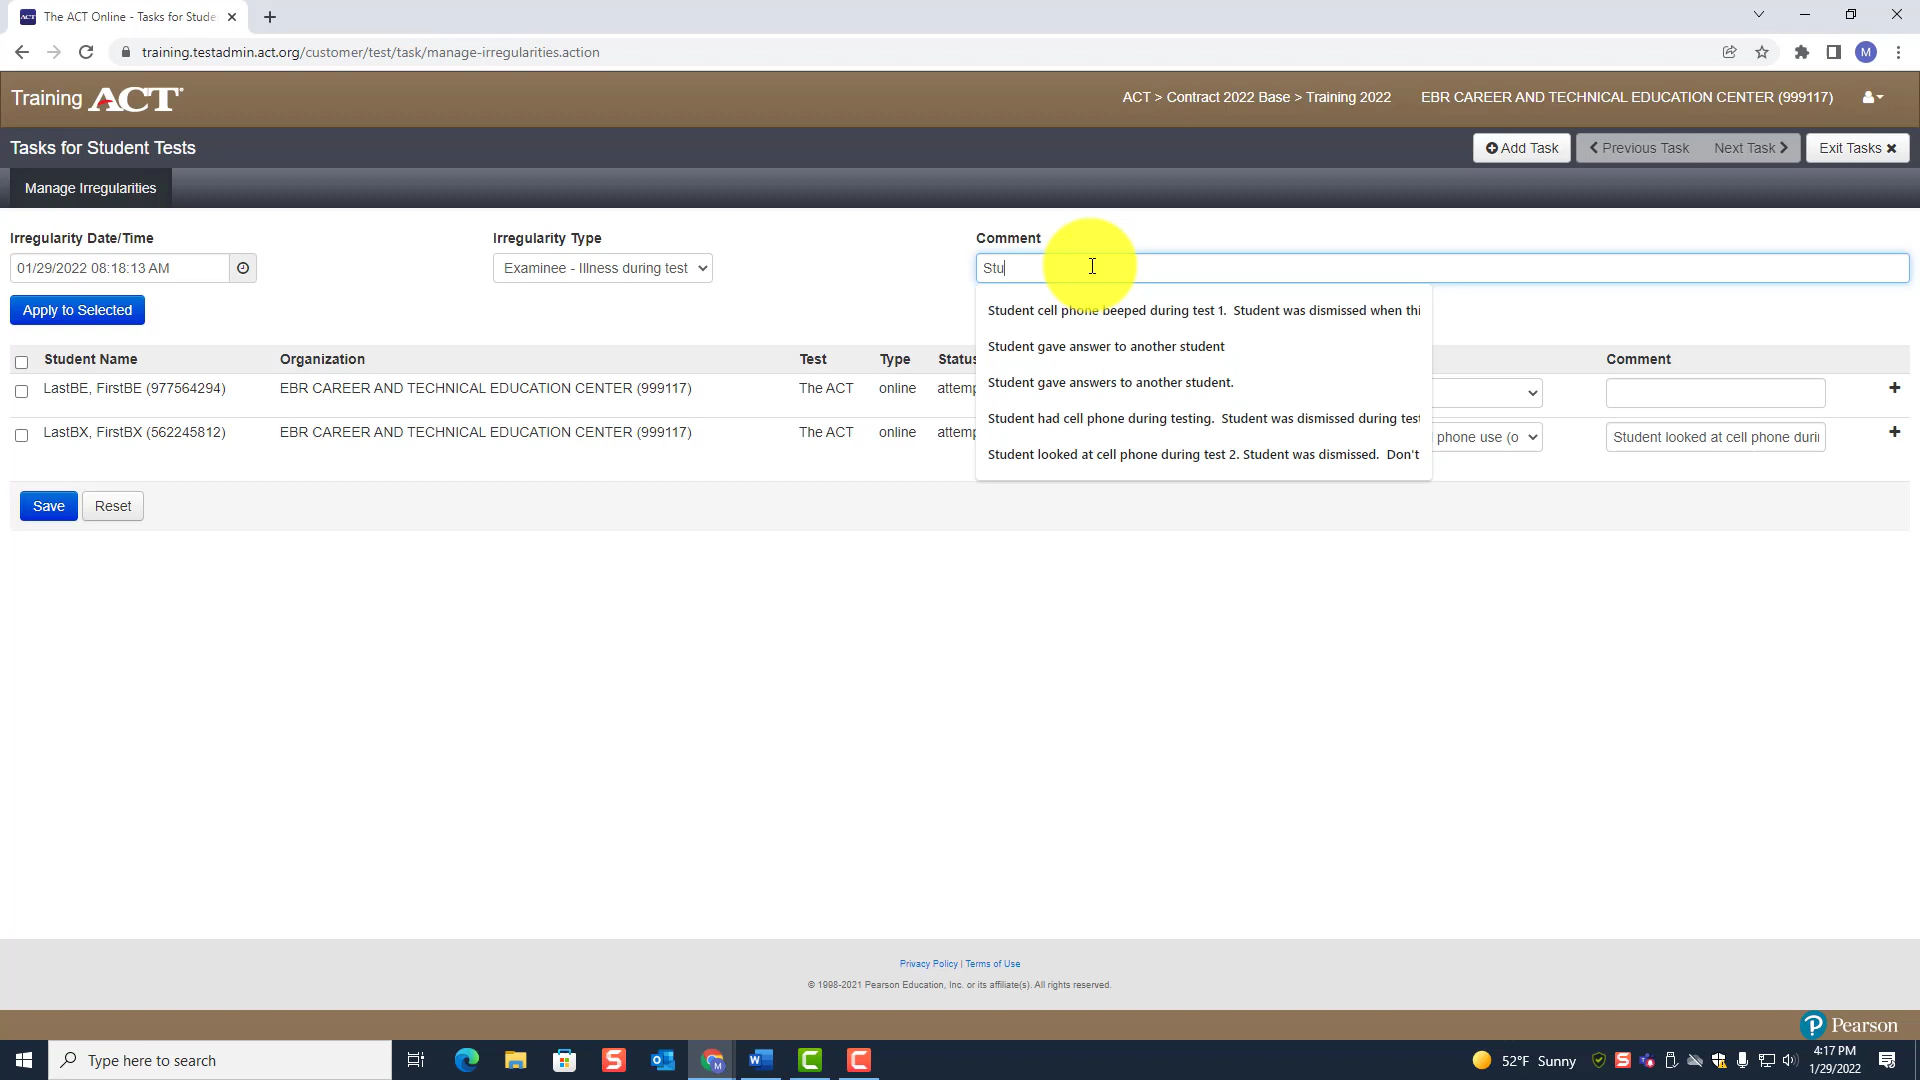 The ACT Online - Tasks for Stude
training.testadmin.act.org/customer/test/task/manage-irregularities.action
M
Training ACT
ACT > Contract 2022 Base > Training 2022
EBR CAREER AND TECHNICAL EDUCATION CENTER (999117)
Tasks for Student Tests
Add Task
Previous Task
Next Task
Exit Tasks
Manage Irregularities
Irregularity Date/Time
Irregularity Type
Comment
01/29/2022 08:18:13 AM
Examinee - Illness during test
Stu
Apply to Selected
Student cell phone beeped during test 1. Student was dismissed when thi
Student gave answer to another student
Student gave answers to another student.
Student had cell phone during testing. Student was dismissed during test
Student looked at cell phone during test 2. Student was dismissed. Don't
Student Name Organization Test Type Status Comment
LastBE, FirstBE (977564294) EBR CAREER AND TECHNICAL EDUCATION CENTER (999117) The ACT online attemp
LastBX, FirstBX (562245812) EBR CAREER AND TECHNICAL EDUCATION CENTER (999117) The ACT online attemp phone use (o Student looked at cell phone duri
Save Reset
Privacy Policy | Terms of Use
© 1998-2021 Pearson Education, Inc. or its affiliate(s). All rights reserved.
Pearson
Type here to search
52°F Sunny
4:17 PM
1/29/2022